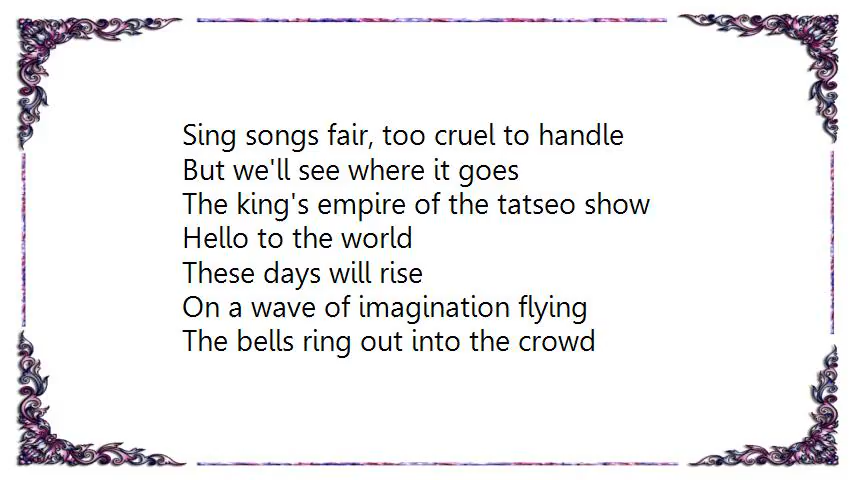 Sing songs fair, too cruel to handle
But we'll see where it goes
The king's empire of the tatseo show
Hello to the world
These days will rise
On a wave of imagination flying
The bells ring out into the crowd